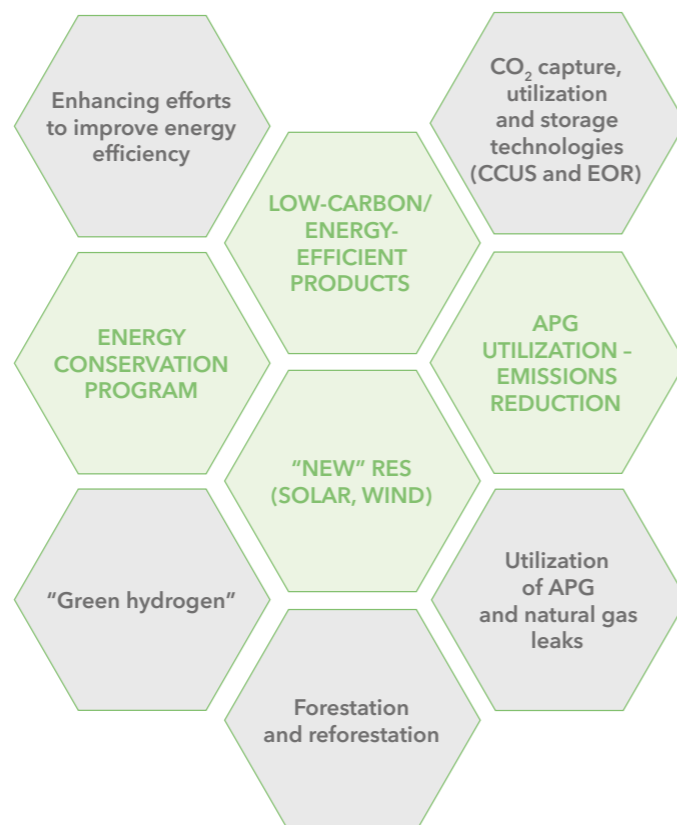 Enhancing efforts
to improve energy
efficiency
CO₂ capture,
utilization
and storage
technologies
(CCUS and EOR)
LOW-CARBON/
ENERGY-
EFFICIENT
PRODUCTS
ENERGY
CONSERVATION
PROGRAM
APG
UTILIZATION –
EMISSIONS
REDUCTION
“NEW” RES
(SOLAR, WIND)
“Green hydrogen”
Utilization
of APG
and natural gas
leaks
Forestation
and reforestation